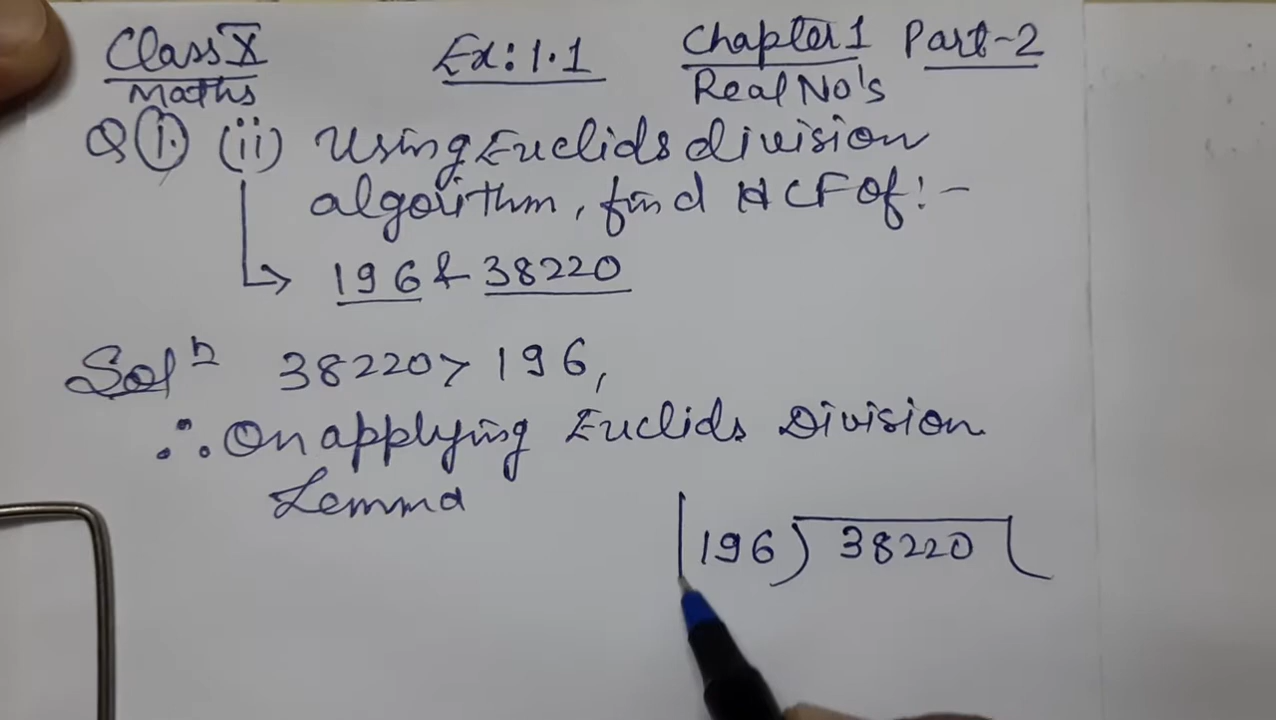 Class X Ex: 1.1 Chapter 1 Part-2
Maths Real No's
Q (1.) (ii) Using Euclids division
algorithm, find HCF of:-
→ 196 & 38220
Solⁿ 38220 > 196,
∴ On applying Euclids Division
Lemma
196) 38220 (